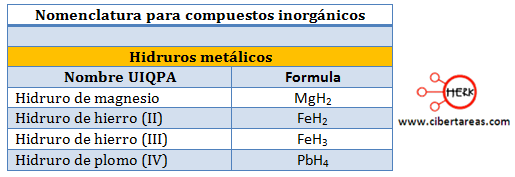 Nomenclatura para compuestos inorgánicos
Hidruros metálicos
Nombre UIQPA Formula
Hidruro de magnesio MgH₂
Hidruro de hierro (II) FeH₂
Hidruro de hierro (III) FeH₃
Hidruro de plomo (IV) PbH₄
HERK
www.cibertareas.com